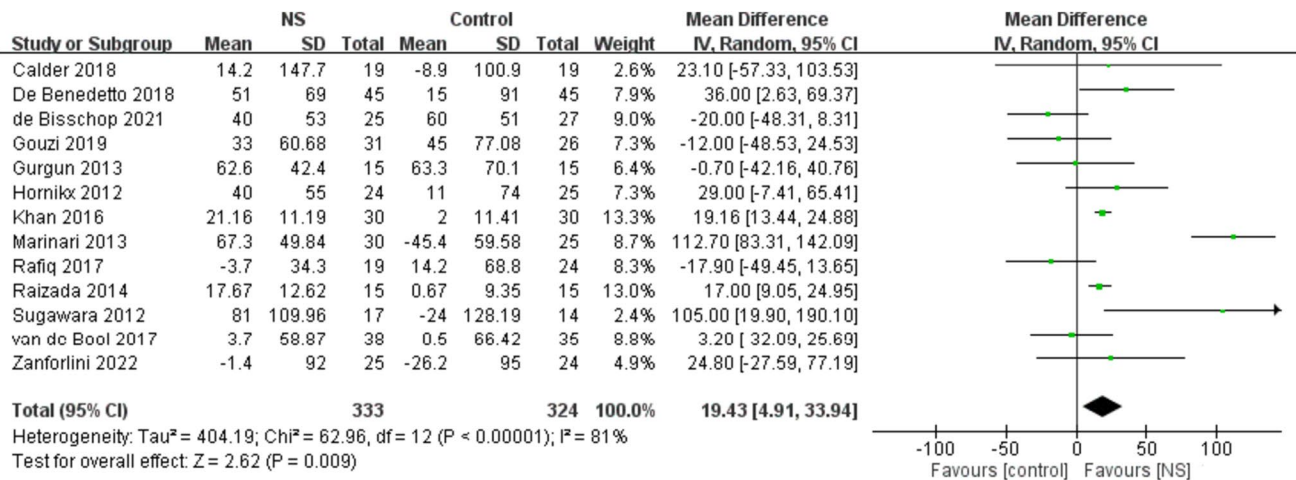 NS Control Mean Difference Mean Difference
Study or Subgroup Mean SD Total Mean SD Total Weight IV, Random, 95% CI IV, Random, 95% CI
Calder 2018 14.2 147.7 19 -8.9 100.9 19 2.6% 23.10 [-57.33, 103.53]
De Benedetto 2018 51 69 45 15 91 45 7.9% 36.00 [2.63, 69.37]
de Bisschop 2021 40 53 25 60 51 27 9.0% -20.00 [-48.31, 8.31]
Gouzi 2019 33 60.68 31 45 77.08 26 6.9% -12.00 [-48.53, 24.53]
Gurgun 2013 62.6 42.4 15 63.3 70.1 15 6.4% -0.70 [-42.16, 40.76]
Hornikx 2012 40 55 24 11 74 25 7.3% 29.00 [-7.41, 65.41]
Khan 2016 21.16 11.19 30 2 11.41 30 13.3% 19.16 [13.44, 24.88]
Marinari 2013 67.3 49.84 30 -45.4 59.58 25 8.7% 112.70 [83.31, 142.09]
Rafiq 2017 -3.7 34.3 19 14.2 68.8 24 8.3% -17.90 [-49.45, 13.65]
Raizada 2014 17.67 12.62 15 0.67 9.35 15 13.0% 17.00 [9.05, 24.95]
Sugawara 2012 81 109.96 17 -24 128.19 14 2.4% 105.00 [19.90, 190.10]
van de Bool 2017 3.7 58.87 38 0.5 66.42 35 8.8% 3.20 [ 32.09, 25.69]
Zanforlini 2022 -1.4 92 25 -26.2 95 24 4.9% 24.80 [-27.59, 77.19]
Total (95% CI) 333 324 100.0% 19.43 [4.91, 33.94]
Heterogeneity: Tau² = 404.19; Chi² = 62.96, df = 12 (P < 0.00001); I² = 81%
Test for overall effect: Z = 2.62 (P = 0.009)
-100 -50 0 50 100
Favours [control] Favours [NS]